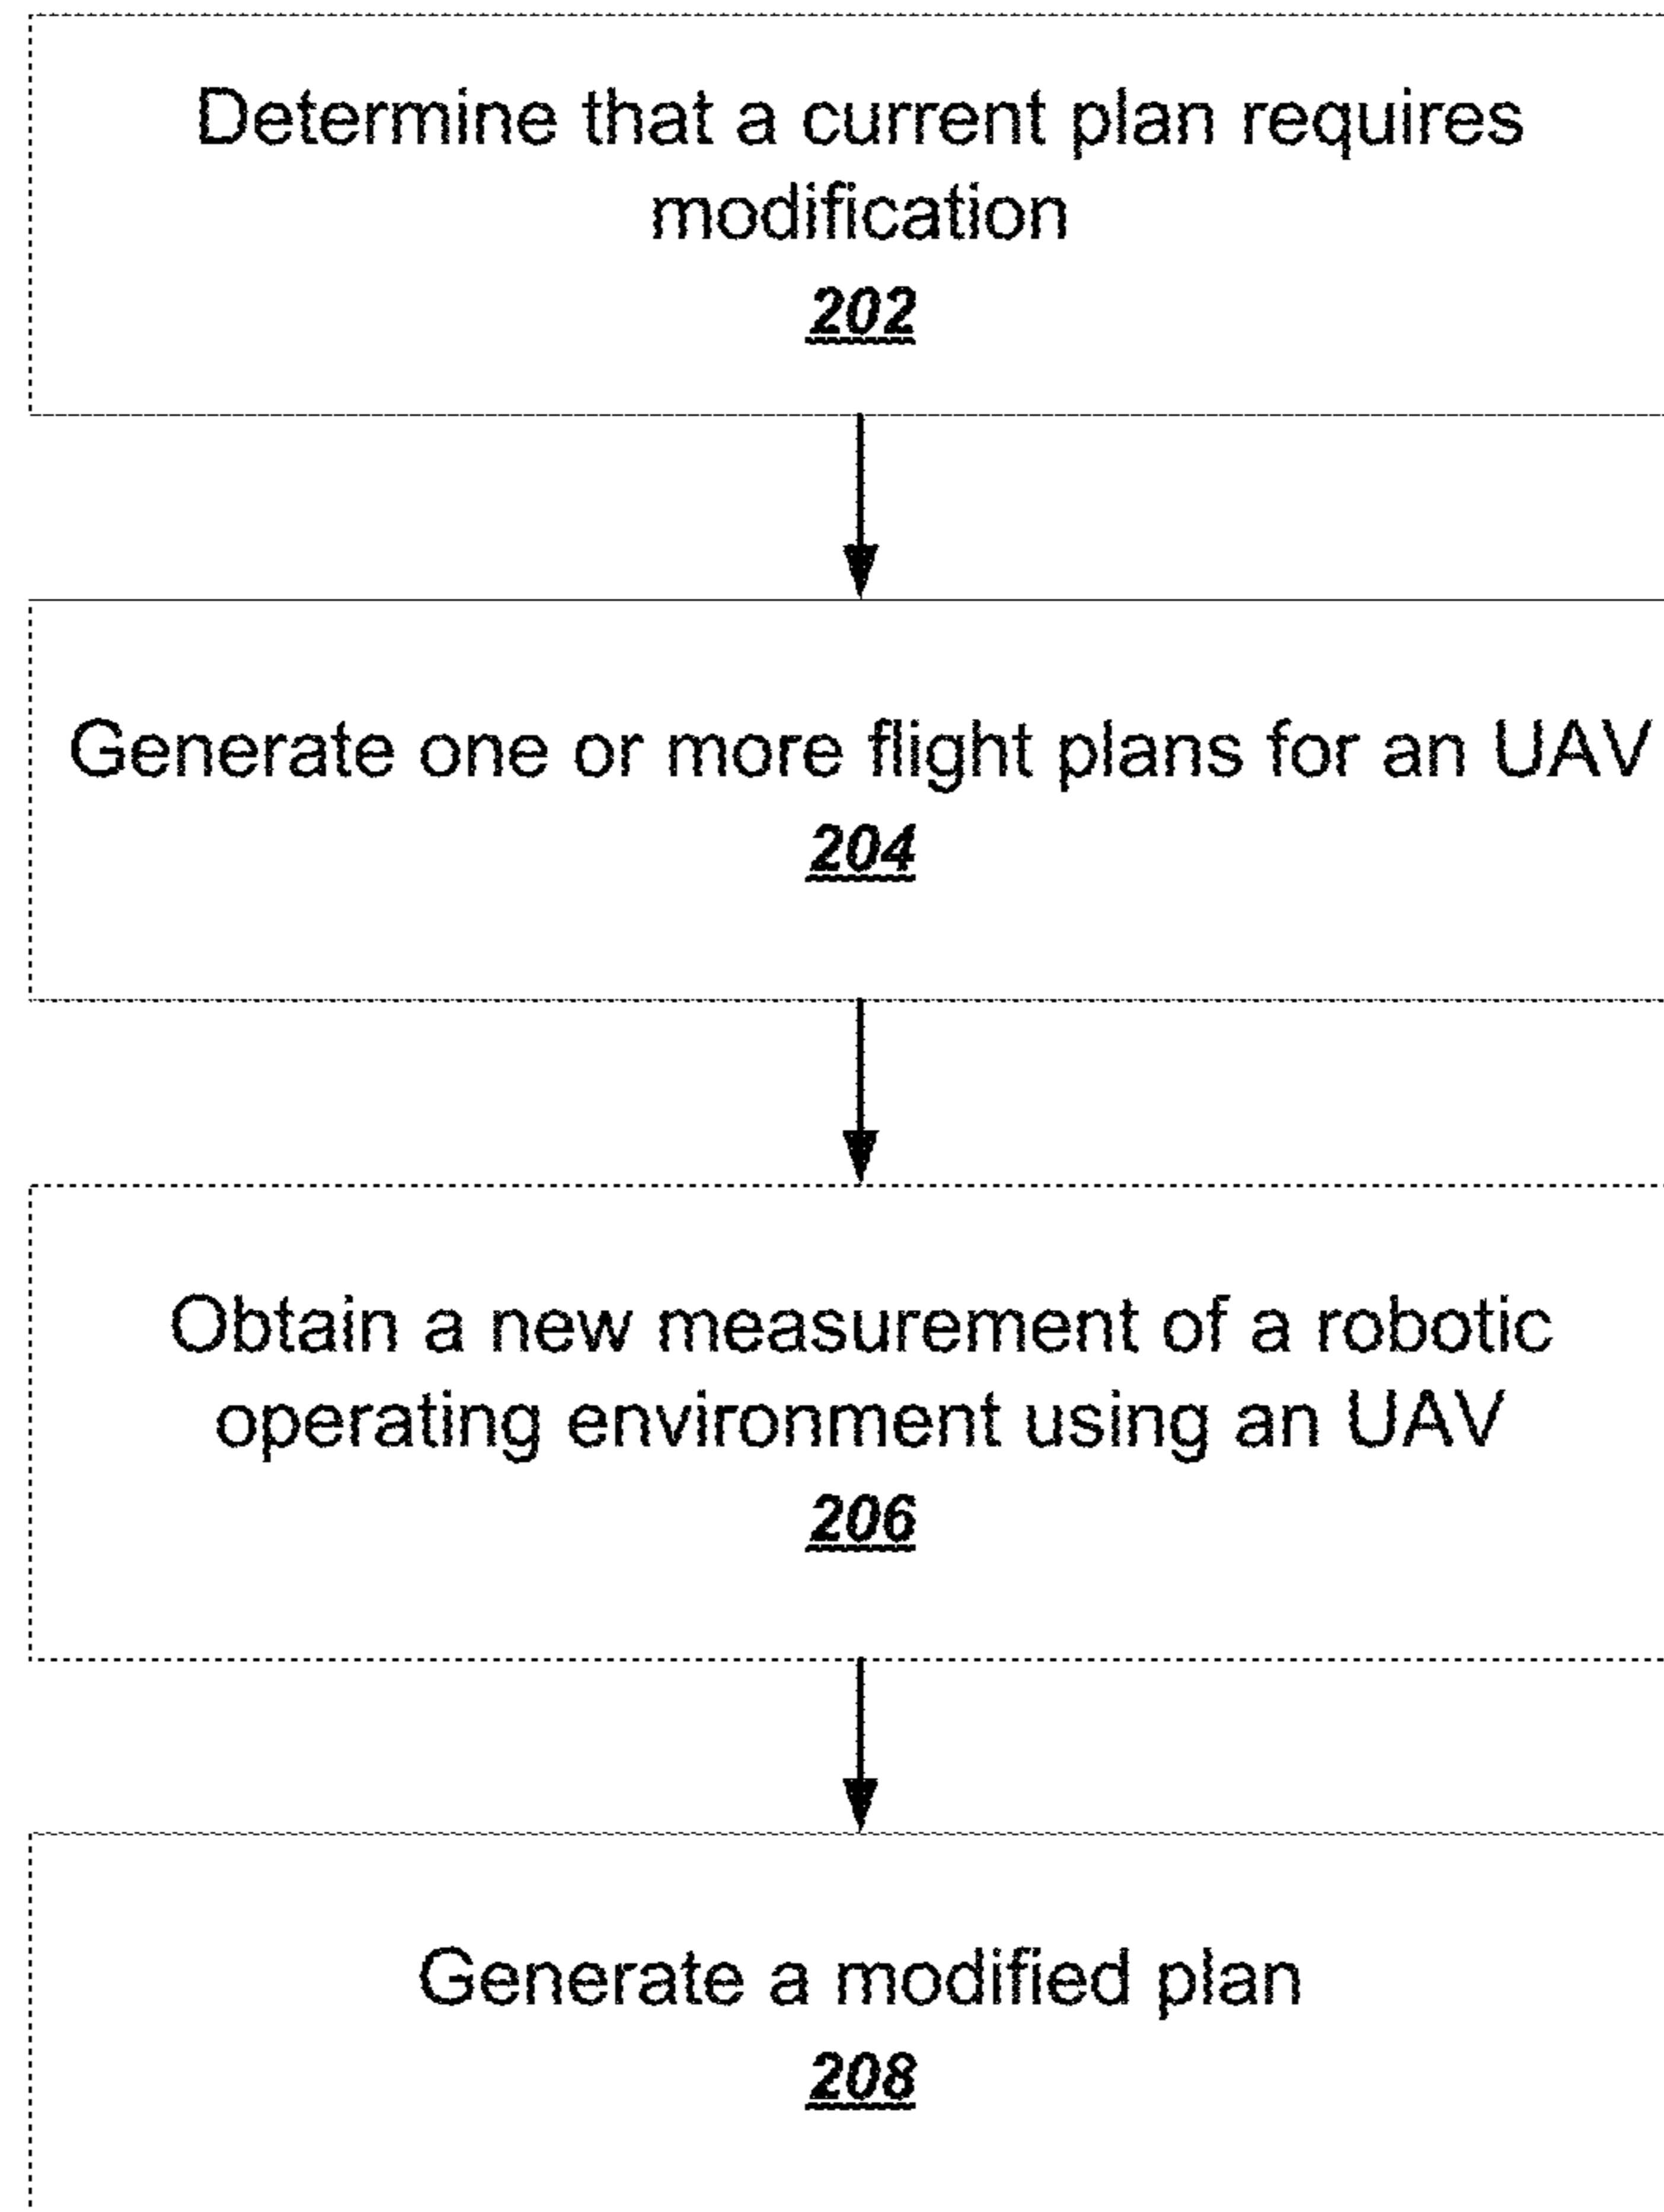 Determine that a current plan requires
modification
202
Generate one or more flight plans for an UAV
204
Obtain a new measurement of a robotic
operating environment using an UAV
206
Generate a modified plan
208